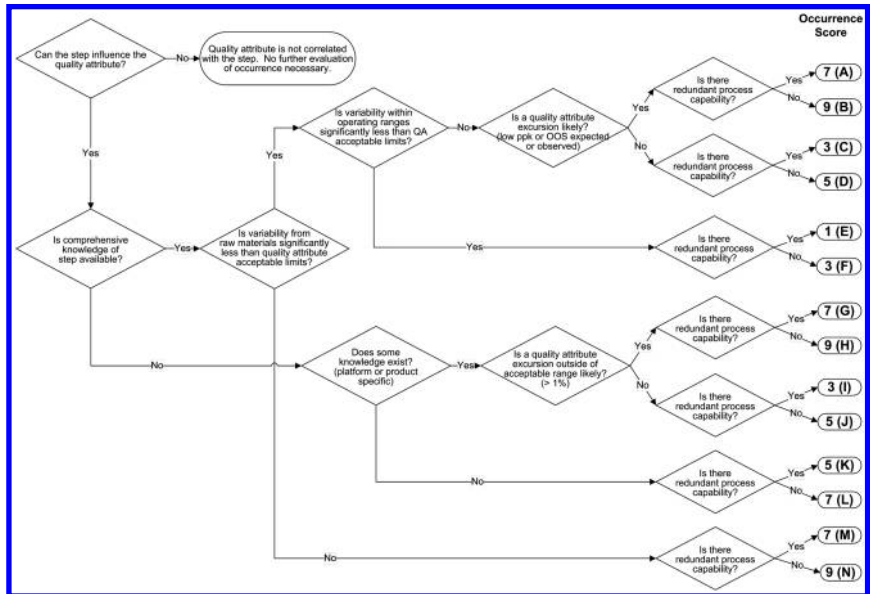 Occurrence
Score
Can the step influence the
quality attribute?
No
Quality attribute is not correlated
with the step. No further evaluation
of occurrence necessary.
Yes
Is comprehensive
knowledge of
step available?
Yes
Is variability from
raw materials significantly
less than quality attribute
acceptable limits?
Yes
Is variability within
operating ranges
significantly less than QA
acceptable limits?
No
Is a quality attribute
excursion likely?
(low ppk or OOS expected
or observed)
Yes
Is there
redundant process
capability?
Yes
7 (A)
No
9 (B)
No
Is there
redundant process
capability?
Yes
3 (C)
No
5 (D)
Yes
Is there
redundant process
capability?
Yes
1 (E)
No
3 (F)
No
Does some
knowledge exist?
(platform or product
specific)
Yes
Is a quality attribute
excursion outside of
acceptable range likely?
(> 1%)
Yes
Is there
redundant process
capability?
Yes
7 (G)
No
9 (H)
No
Is there
redundant process
capability?
Yes
3 (I)
No
5 (J)
No
Is there
redundant process
capability?
Yes
5 (K)
No
7 (L)
No
Is there
redundant process
capability?
Yes
7 (M)
No
9 (N)